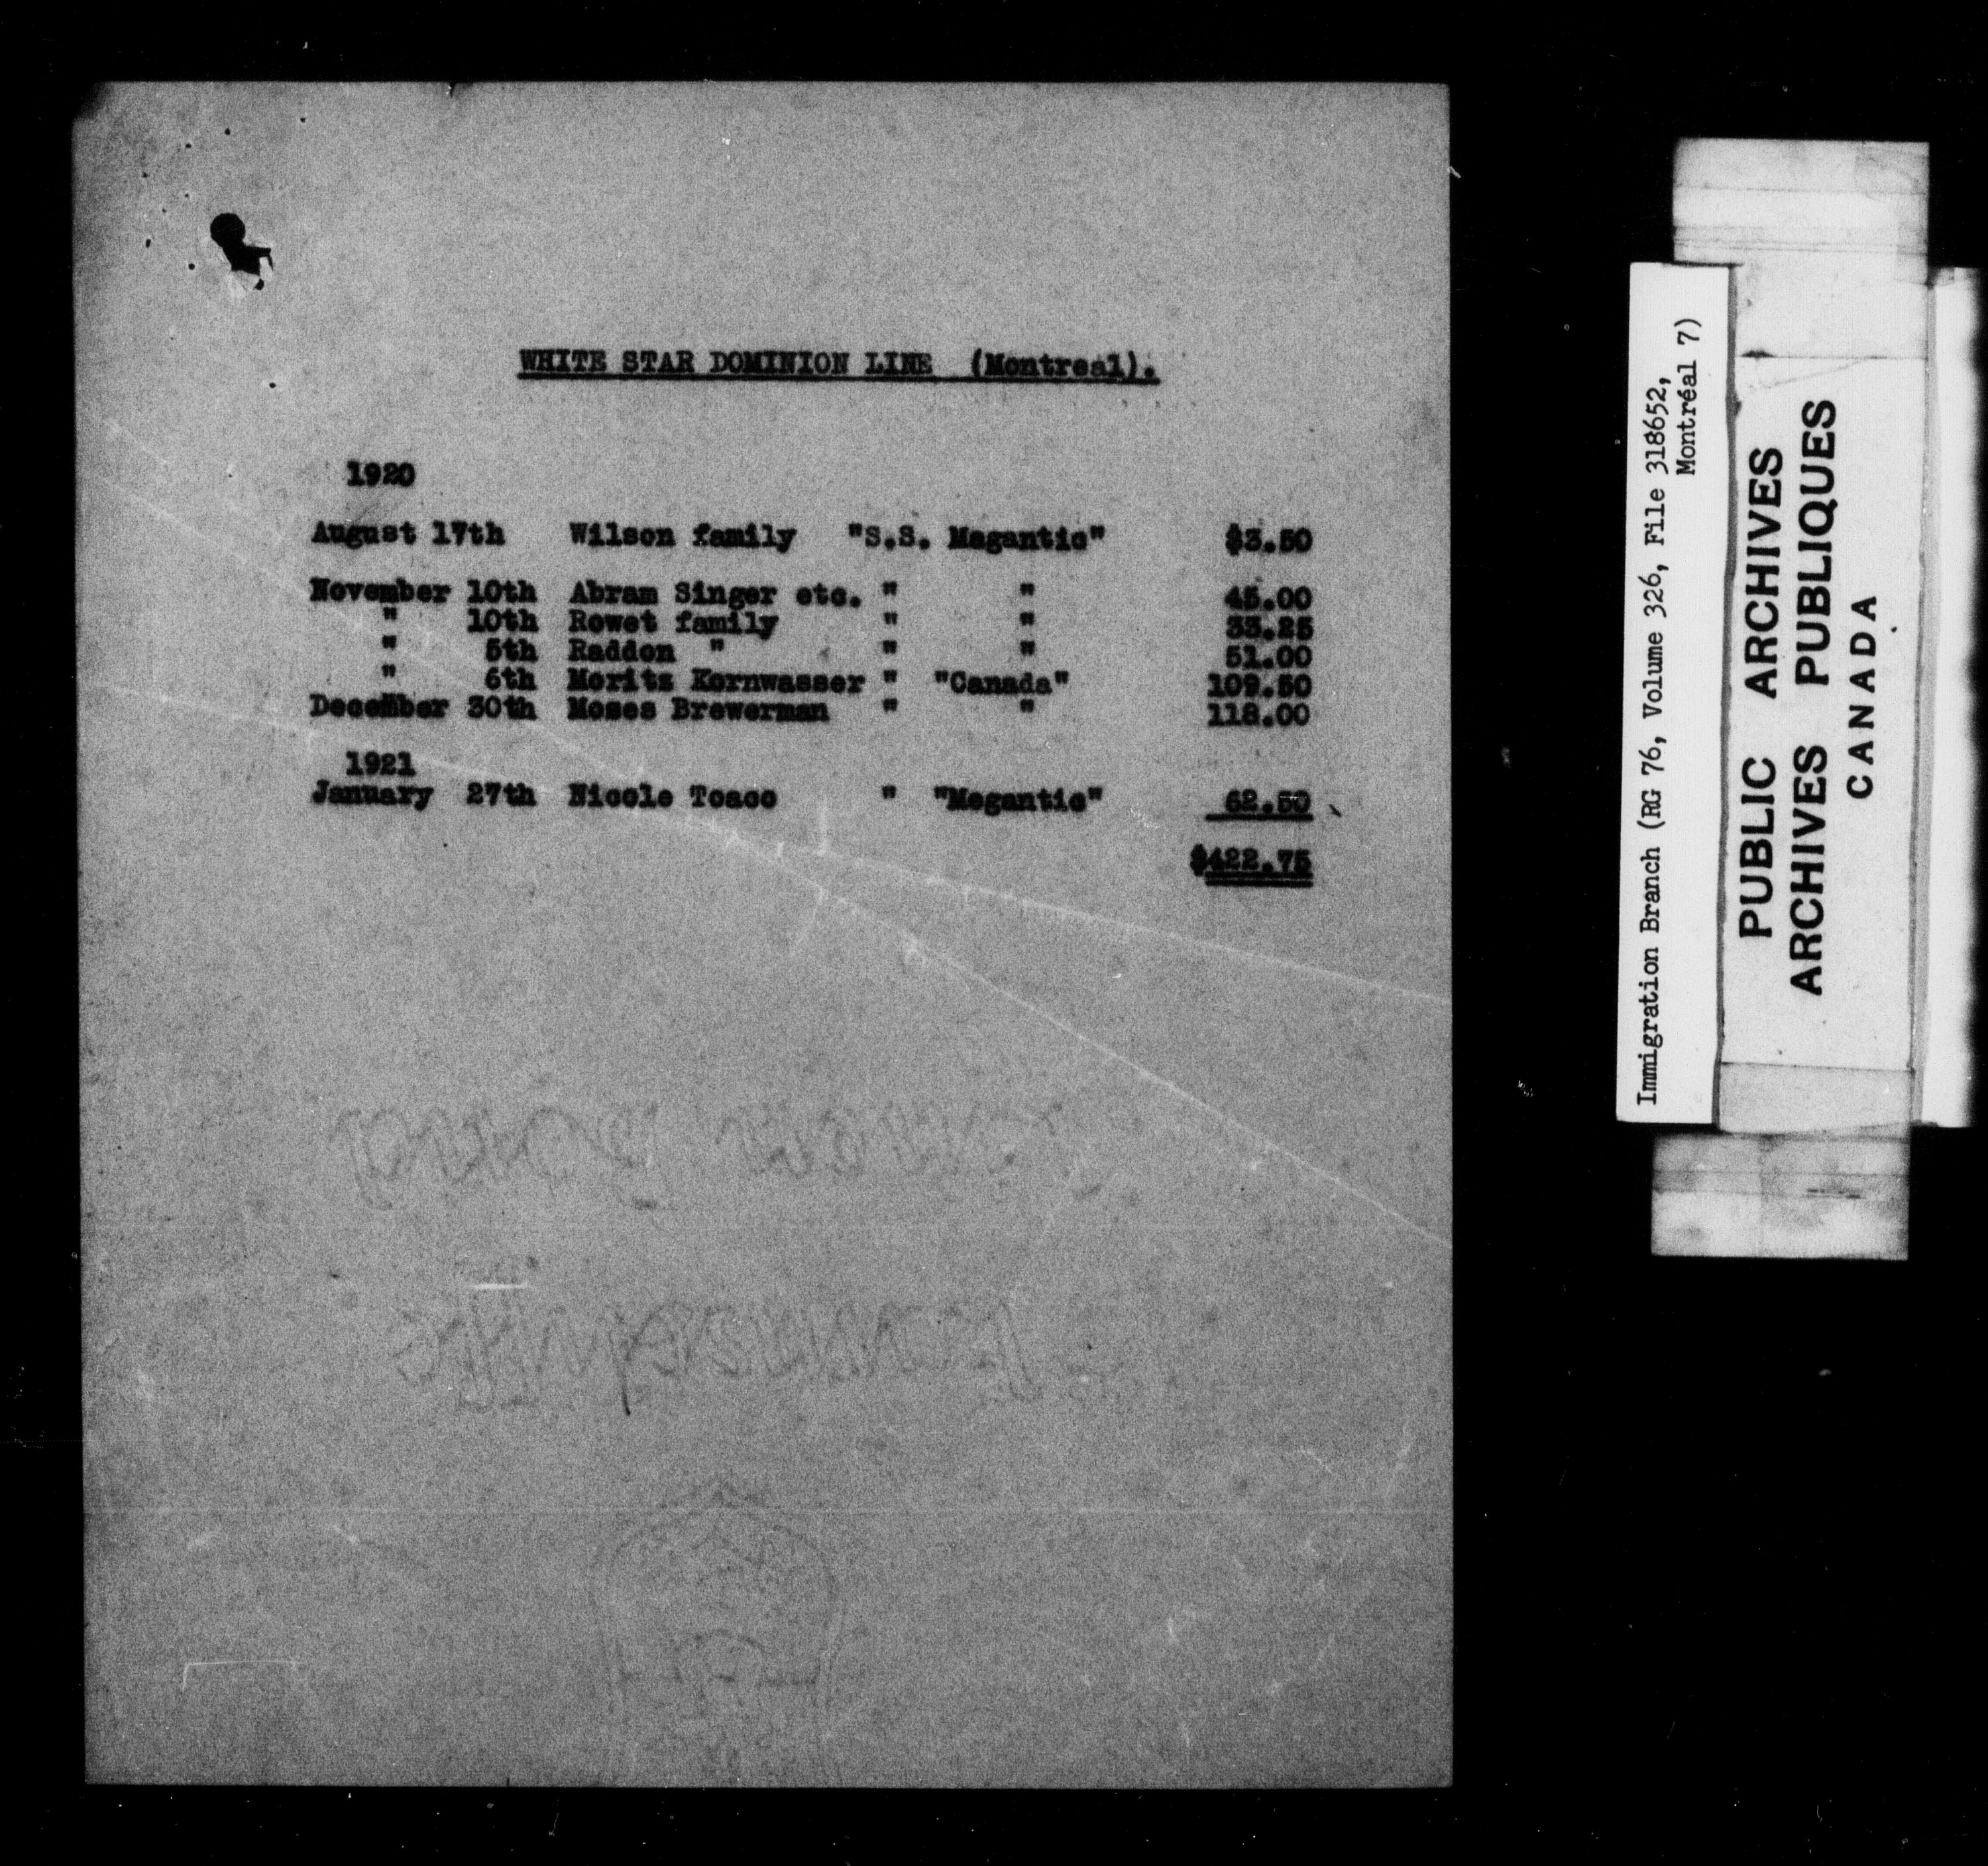 WHITE STAR DOMINION LINE (Montreal).
1920
August 17th Wilson family "S.S. Magantic" $3.50
November 10th Abram Singer etc. " " 45.00
" 10th Rowet family " " 33.25
" 5th Raddon " " " 51.00
" 6th Moritz Kornwasser " "Canada" 109.50
December 30th Moses Brewerman " " 118.00
1921
January 27th Nicole Toaco " "Megantic" 62.50
$422.75
Immigration Branch (RG 76, Volume 326, File 318652,
Montréal 7)
PUBLIC ARCHIVES
ARCHIVES PUBLIQUES
CANADA